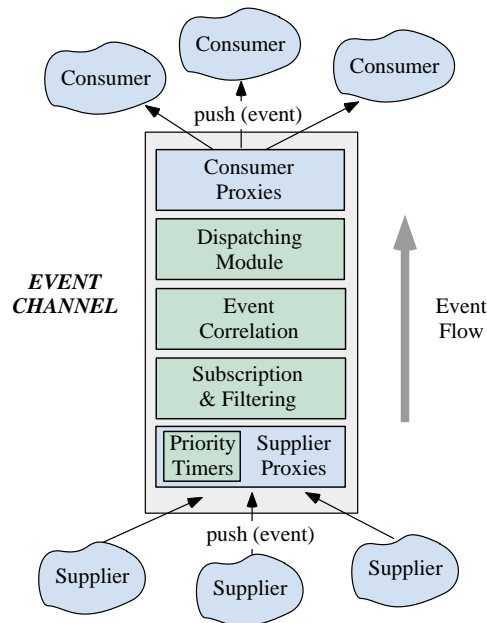 Consumer
Consumer
Consumer
push (event)
Consumer
Proxies
Dispatching
Module
EVENT
CHANNEL
Event
Correlation
Event
Flow
Subscription
& Filtering
Priority
Timers
Supplier
Proxies
push (event)
Supplier
Supplier
Supplier